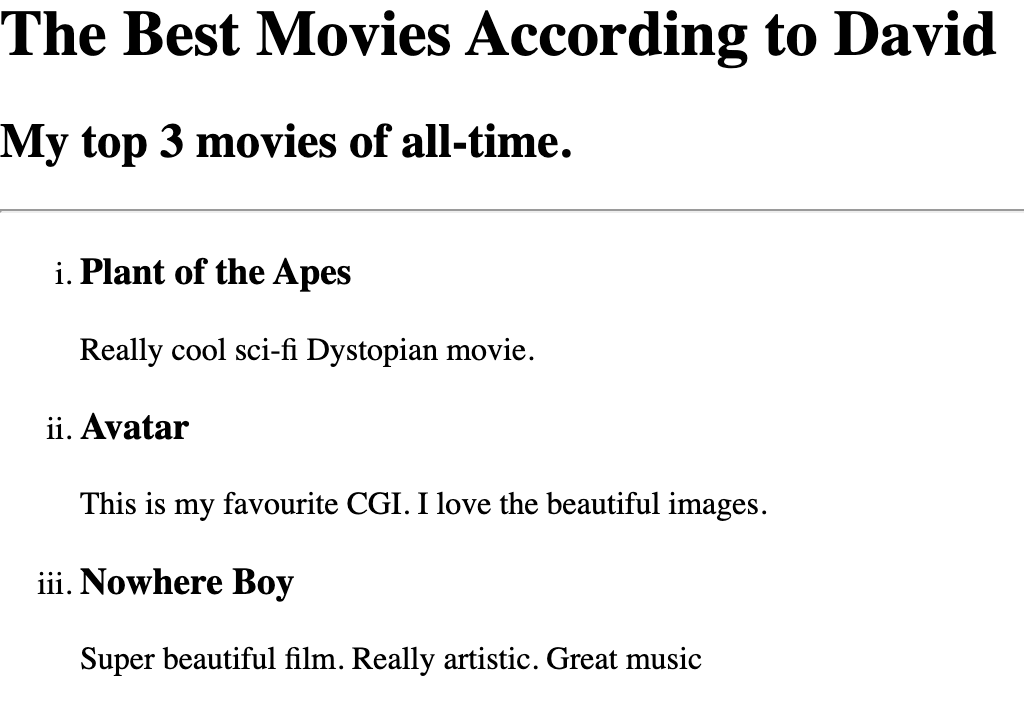 The Best Movies According to David
My top 3 movies of all-time.
i. Plant of the Apes
Really cool sci-fi Dystopian movie.
ii. Avatar
This is my favourite CGI. I love the beautiful images.
iii. Nowhere Boy
Super beautiful film. Really artistic. Great music